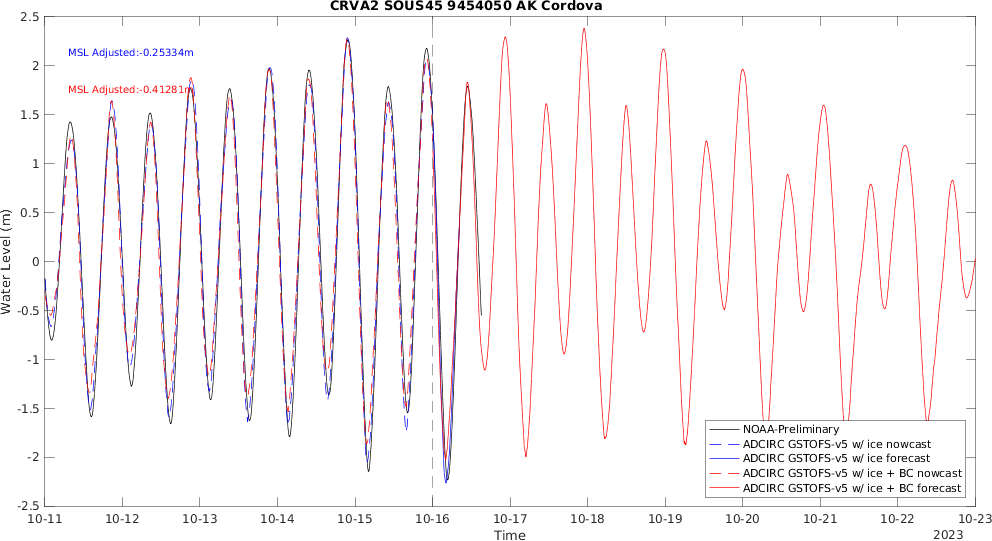 CRVA2 SOUS45 9454050 AK Cordova
2.5
2
1.5
1
0.5
0
-0.5
-1
-1.5
-2
-2.5
Water Level (m)
MSL Adjusted:-0.25334m
MSL Adjusted:-0.41281m
NOAA-Preliminary
ADCIRC GSTOFS-v5 w/ ice nowcast
ADCIRC GSTOFS-v5 w/ ice forecast
ADCIRC GSTOFS-v5 w/ice + BC nowcast
ADCIRC GSTOFS-v5 w/ice + BC forecast
10-11 10-12 10-13 10-14 10-15 10-16 10-17 10-18 10-19 10-20 10-21 10-22 10-23
Time
2023